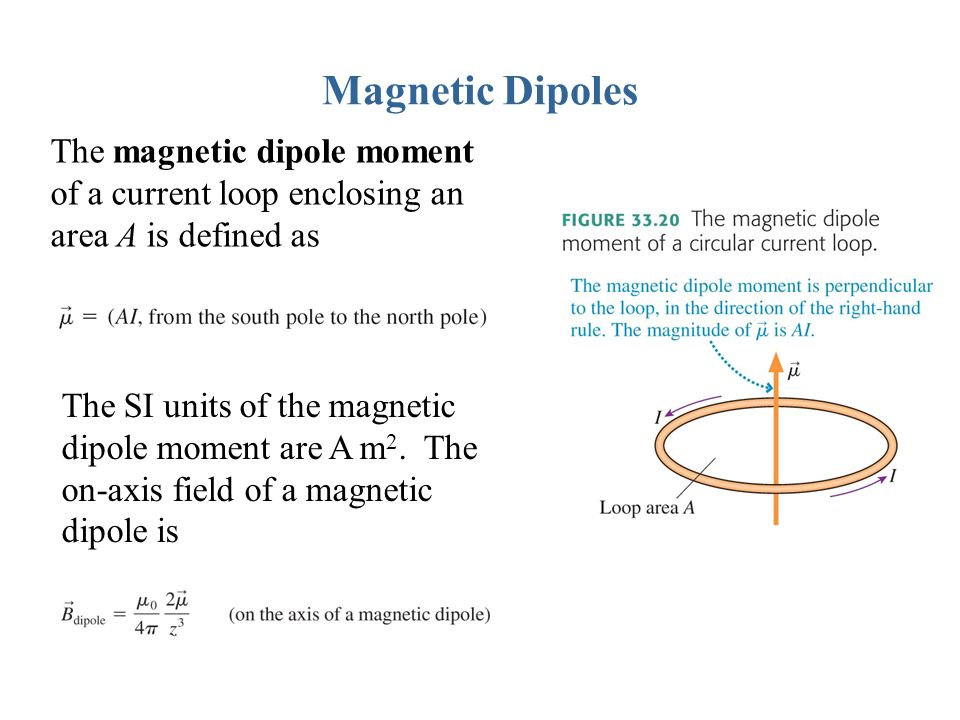 Magnetic Dipoles
The magnetic dipole moment
of a current loop enclosing an
area A is defined as
μ⃗ = (AI, from the south pole to the north pole)
The SI units of the magnetic
dipole moment are A m². The
on-axis field of a magnetic
dipole is
B⃗dipole = μ₀/4π 2μ⃗/z³ (on the axis of a magnetic dipole)
FIGURE 33.20 The magnetic dipole
moment of a circular current loop.
The magnetic dipole moment is perpendicular
to the loop, in the direction of the right-hand
rule. The magnitude of μ⃗ is AI.
μ⃗
I
I
Loop area A